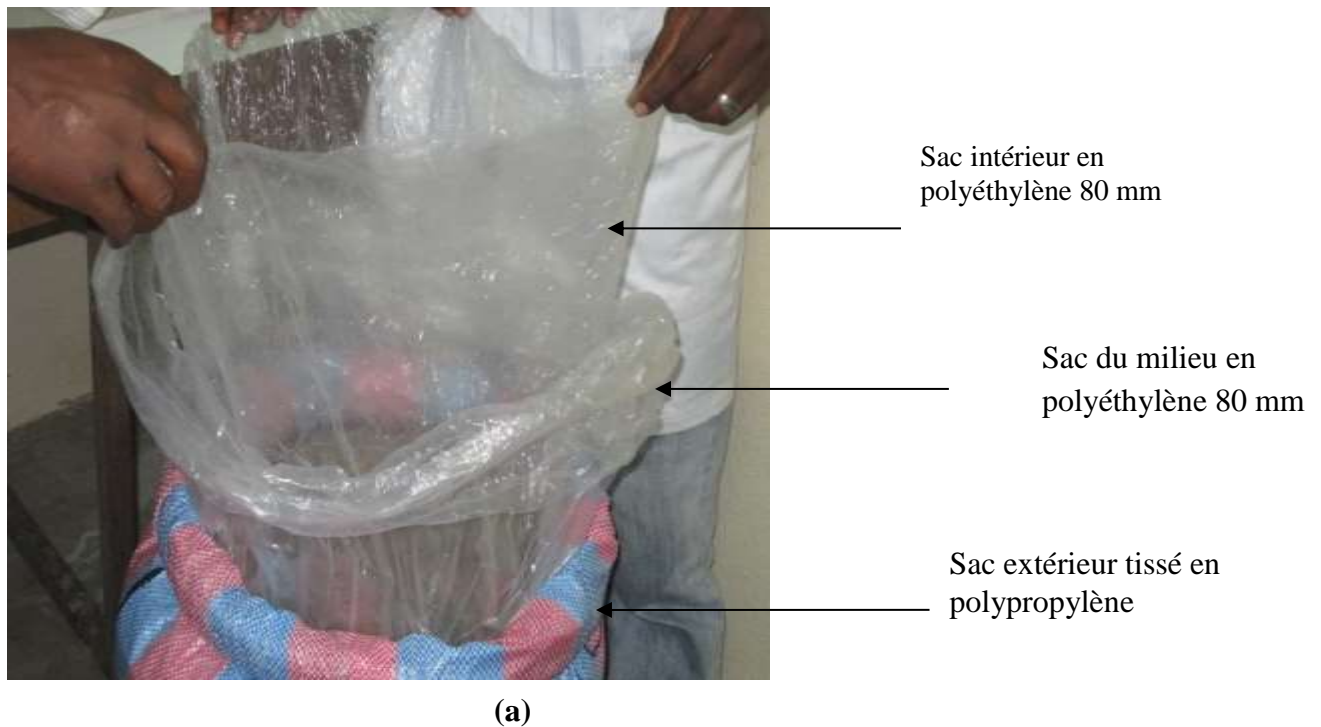 Sac intérieur en
polyéthylène 80 mm
Sac du milieu en
polyéthylène 80 mm
Sac extérieur tissé en
polypropylène
(a)